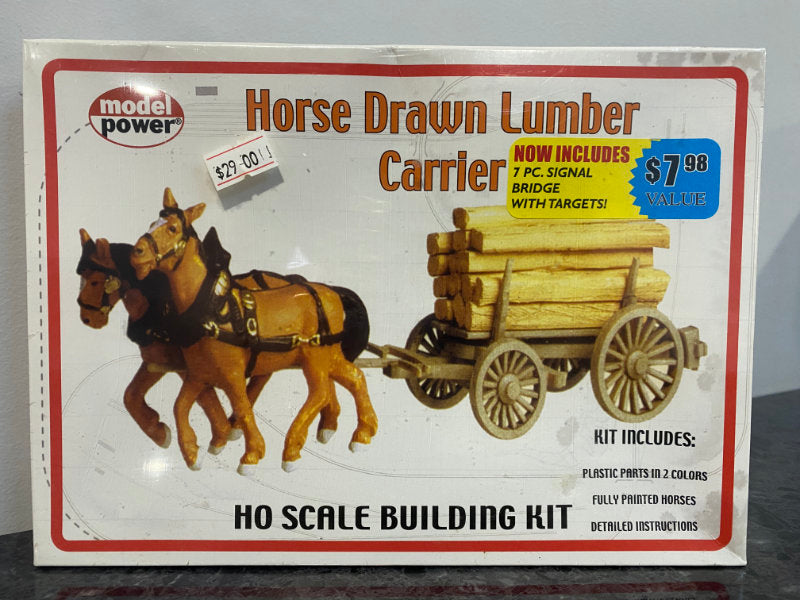 model
power®
Horse Drawn Lumber
Carrier
$29-00
NOW INCLUDES
7 PC. SIGNAL
BRIDGE
WITH TARGETS!
$7 98
VALUE
KIT INCLUDES:
PLASTIC PARTS IN 2 COLORS
FULLY PAINTED HORSES
DETAILED INSTRUCTIONS
HO SCALE BUILDING KIT